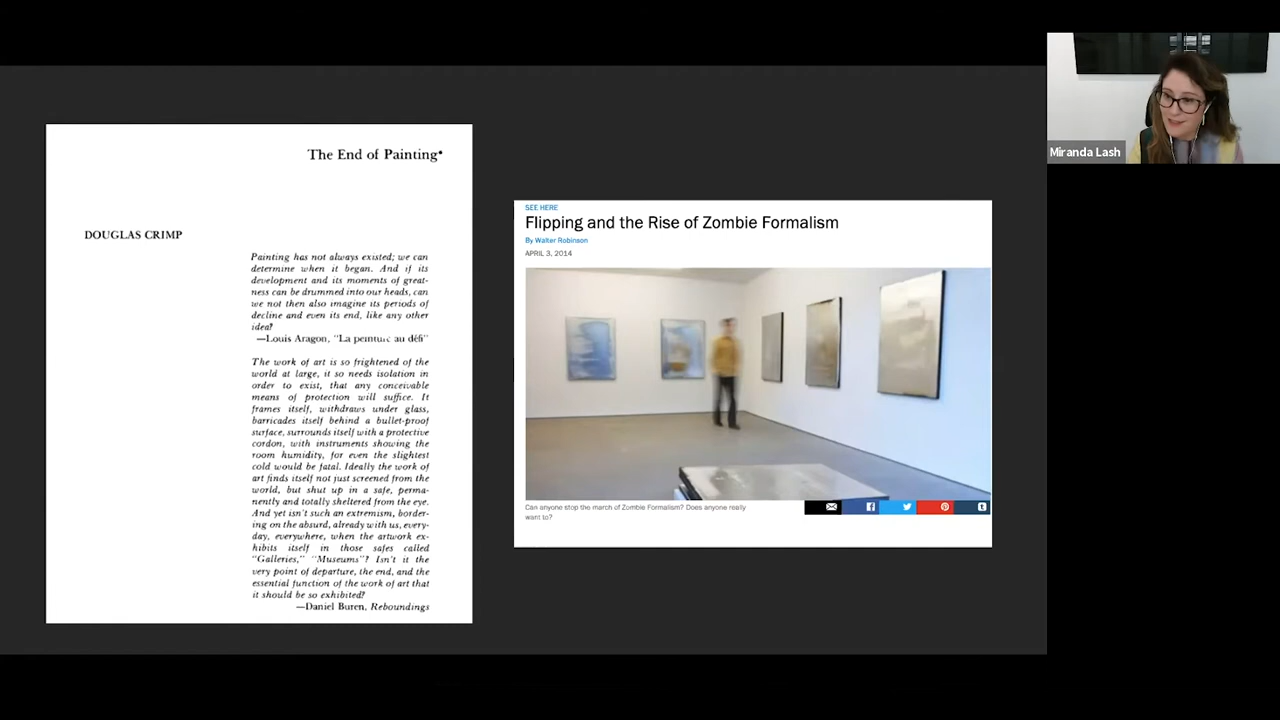 The End of Painting*
DOUGLAS CRIMP
Painting has not always existed; we can
determine when it began. And if its
development and its moments of great-
ness can be drummed into our heads, can
we not then also imagine its periods of
decline and even its end, like any other
idea?
—Louis Aragon, "La peinture au défi"
The work of art is so frightened of the
world at large, it so needs isolation in
order to exist, that any conceivable
means of protection will suffice. It
frames itself, withdraws under glass,
barricades itself behind a bullet-proof
surface, surrounds itself with a protective
cordon, with instruments showing the
room humidity, for even the slightest
cold would be fatal. Ideally the work of
art finds itself not just screened from the
world, but shut up in a safe, perma-
nently and totally sheltered from the eye.
And yet isn't such an extremism, border-
ing on the absurd, already with us, every-
day, everywhere, when the artwork ex-
hibits itself in those safes called
"Galleries," "Museums"? Isn't it the
very point of departure, the end, and the
essential function of the work of art that
it should be so exhibited?
—Daniel Buren, Reboundings
SEE HERE
Flipping and the Rise of Zombie Formalism
By Walter Robinson
APRIL 3, 2014
Can anyone stop the march of Zombie Formalism? Does anyone really
want to?
Miranda Lash